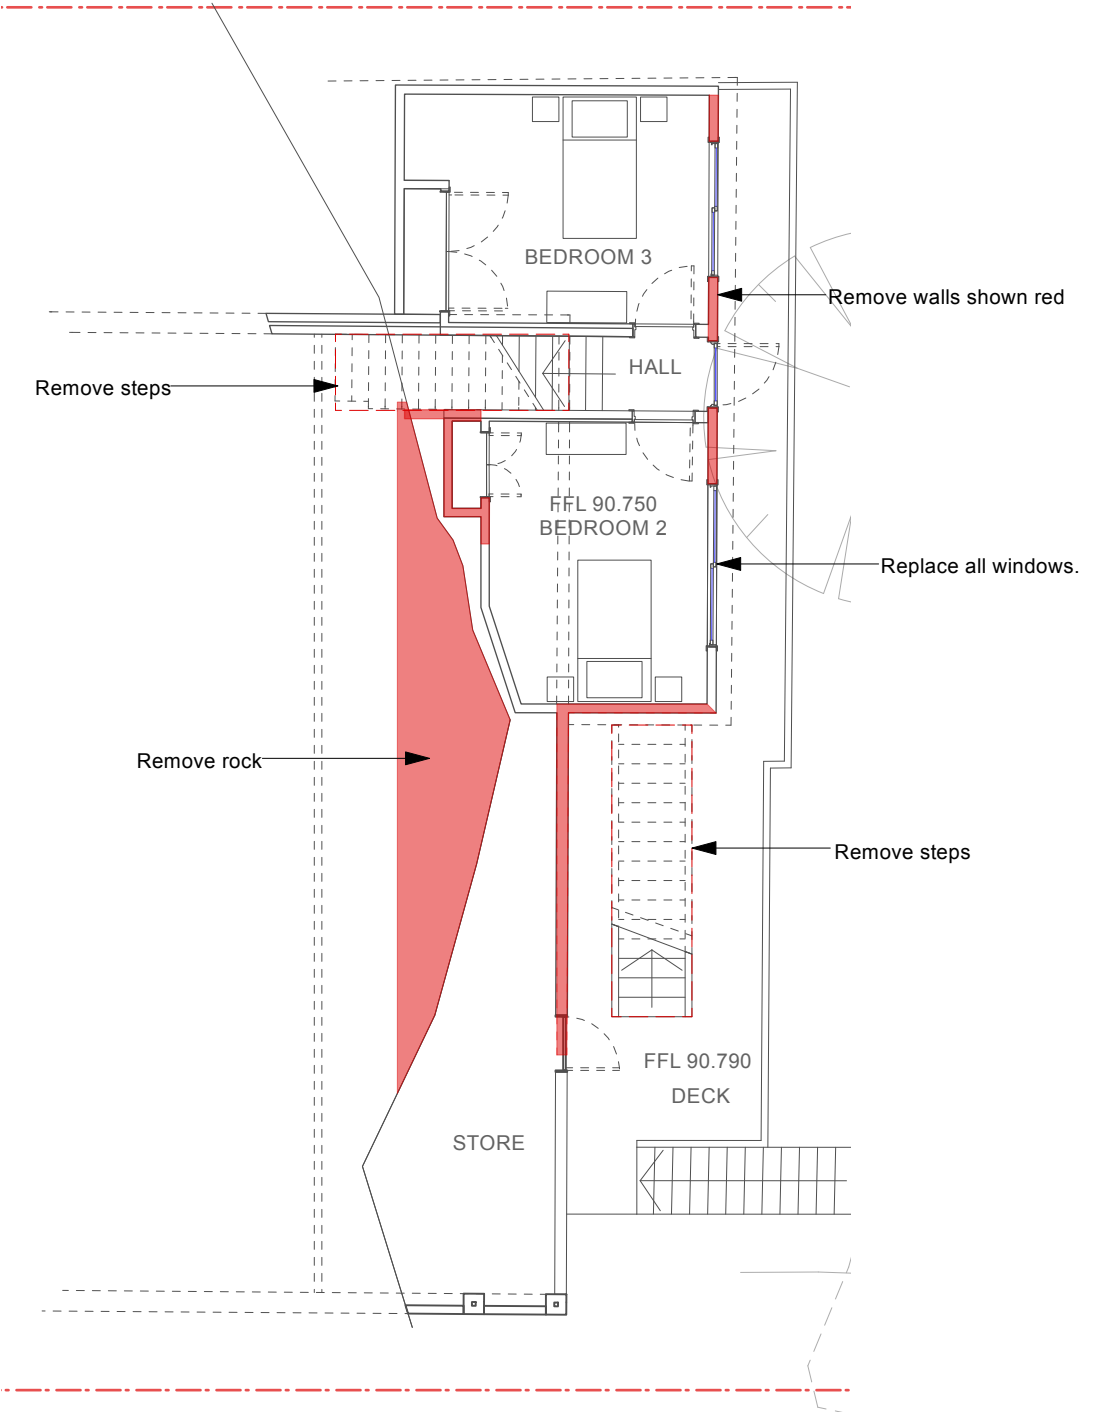 BEDROOM 3
Remove walls shown red
HALL
Remove steps
FFL 90.750
BEDROOM 2
Replace all windows.
Remove rock
Remove steps
FFL 90.790
DECK
STORE